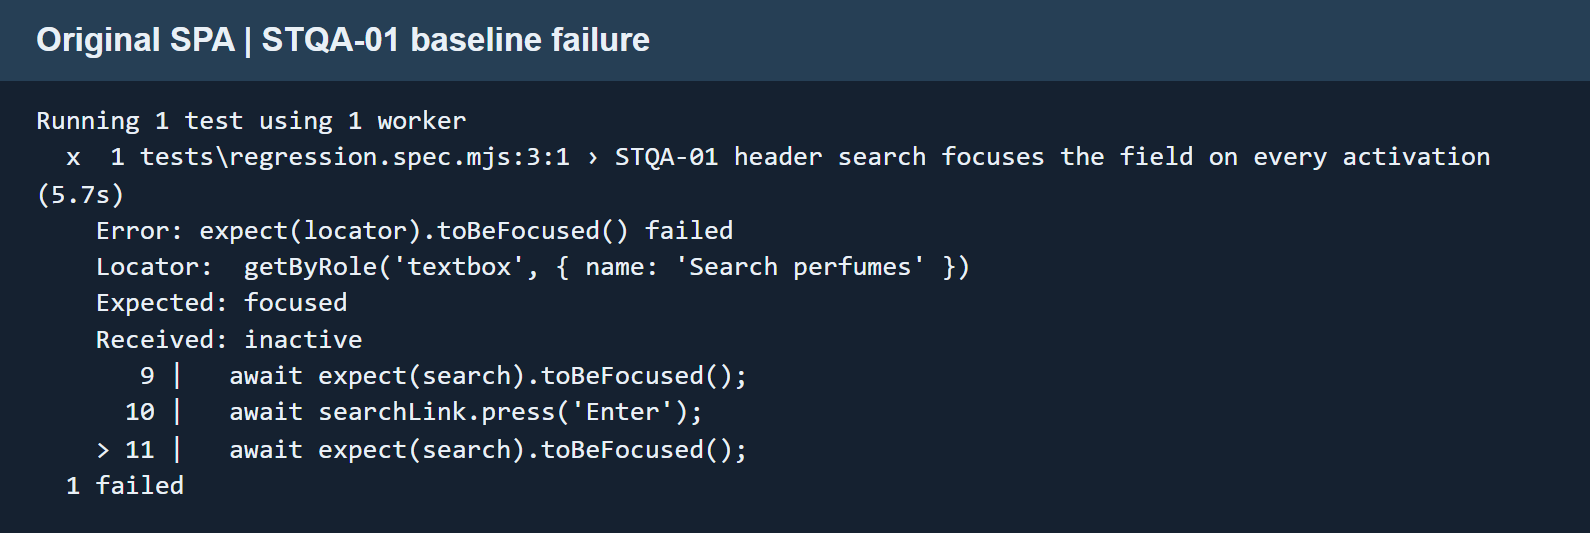 Original SPA | STQA-01 baseline failure
Running 1 test using 1 worker
x 1 tests\regression.spec.mjs:3:1 › STQA-01 header search focuses the field on every activation
(5.7s)
Error: expect(locator).toBeFocused() failed
Locator: getByRole('textbox', { name: 'Search perfumes' })
Expected: focused
Received: inactive
9 | await expect(search).toBeFocused();
10 | await searchLink.press('Enter');
> 11 | await expect(search).toBeFocused();
1 failed